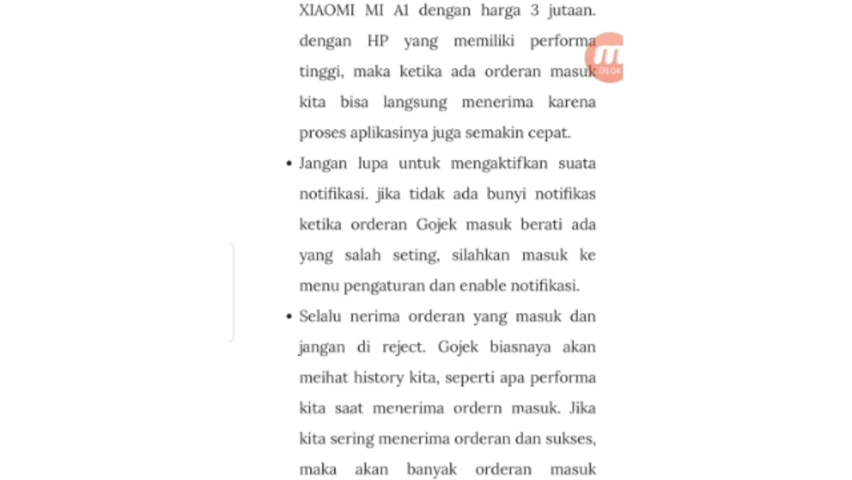 XIAOMI MI A1 dengan harga 3 jutaan.
dengan HP yang memiliki performa
tinggi, maka ketika ada orderan masuk
kita bisa langsung menerima karena
proses aplikasinya juga semakin cepat.
• Jangan lupa untuk mengaktifkan suata
notifikasi. jika tidak ada bunyi notifikas
ketika orderan Gojek masuk berati ada
yang salah seting, silahkan masuk ke
menu pengaturan dan enable notifikasi.
• Selalu nerima orderan yang masuk dan
jangan di reject. Gojek biasnaya akan
meihat history kita, seperti apa performa
kita saat menerima ordern masuk. Jika
kita sering menerima orderan dan sukses,
maka akan banyak orderan masuk
05:04